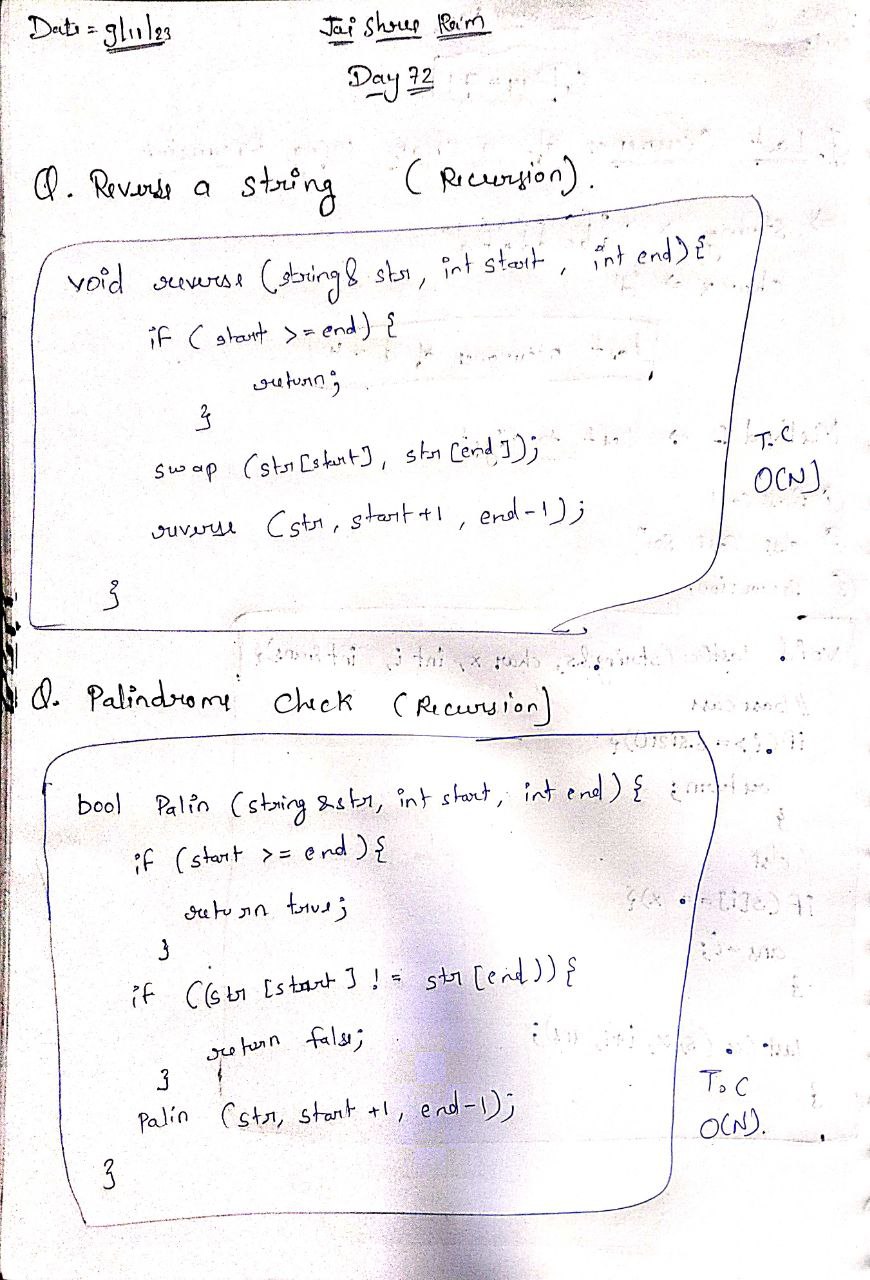 Date = 9/11/23
Jai Shree Ram
Day 72
Q. Reverse a string (Recursion).
void reverse (string& str, int start, int end) {
if (start >= end) {
return;
}
swap (str[start], str[end]);
reverse (str, start+1, end-1);
}
T.C
O(N).
Q. Palindrome Check (Recursion)
bool Palin (string &str, int start, int end) {
if (start >= end) {
return true;
}
if ((str [start] != str [end)) {
return false;
}
Palin (str, start +1, end-1);
}
T.C
O(N).